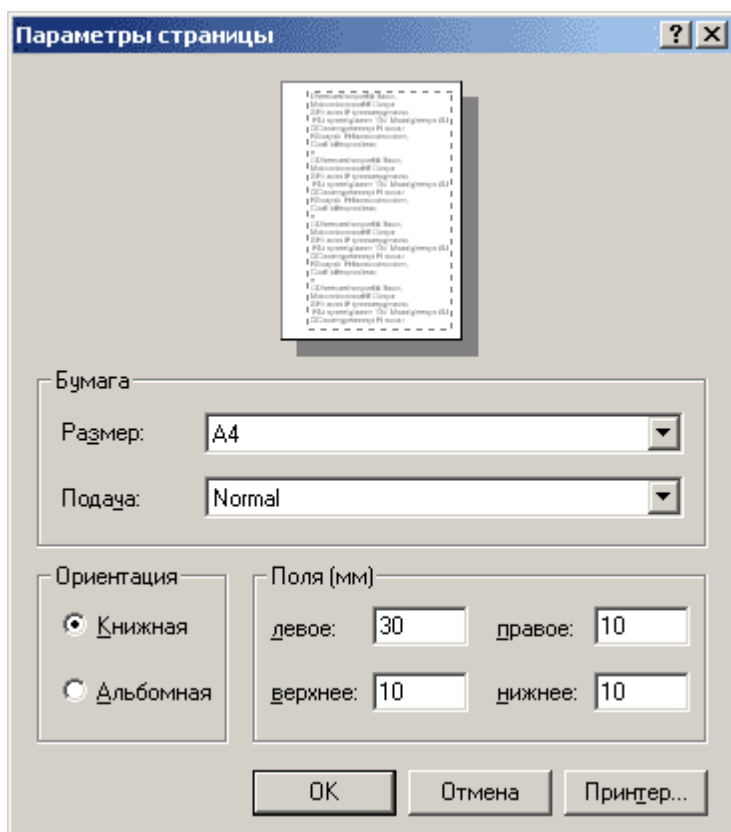 Параметры страницы
Бумага
Размер: A4
Подача: Normal
Ориентация
Книжная
Альбомная
Поля (мм)
левое: 30 правое: 10
верхнее: 10 нижнее: 10
OK Отмена Принтер...